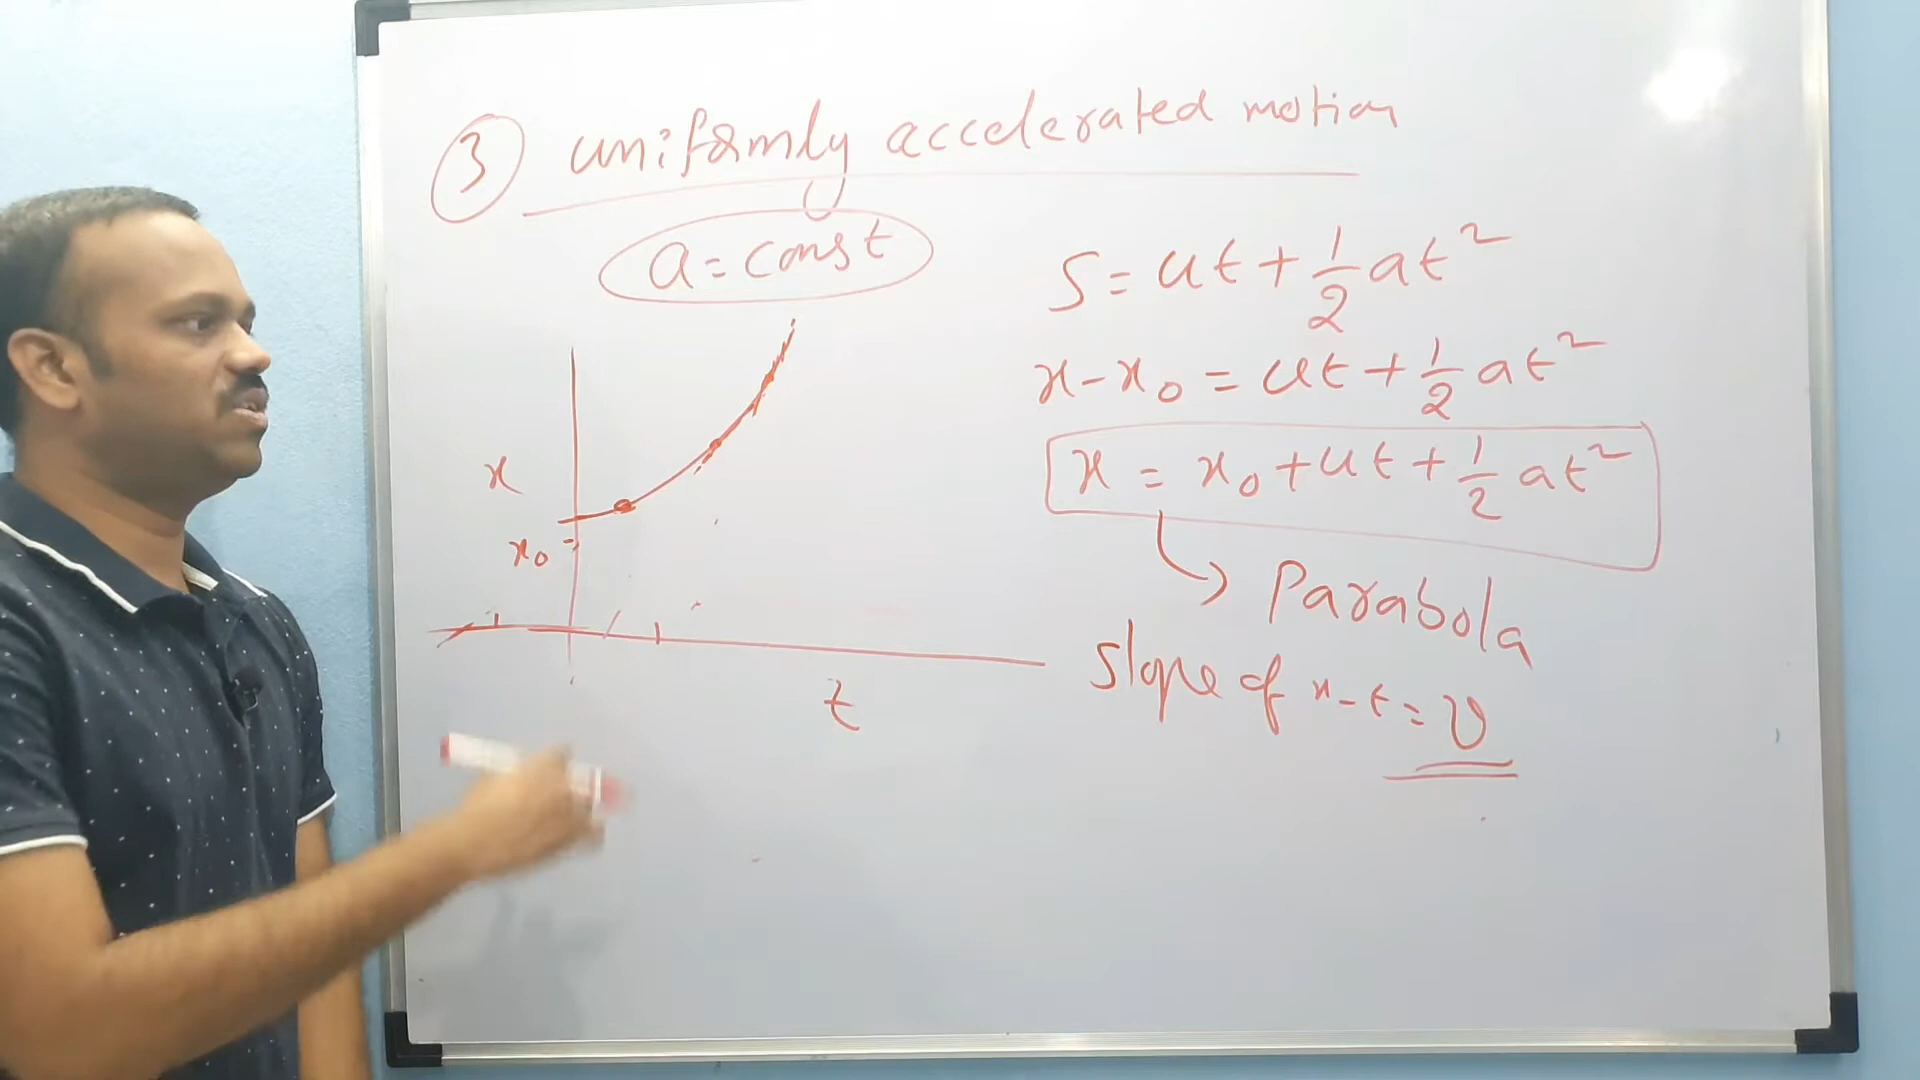 3 uniformly accelerated motion
a = const
S = ut + 1/2 at²
x - x₀ = ut + 1/2 at²
x = x₀ + ut + 1/2 at²
Parabola
slope of x-t = v
x
x₀
t